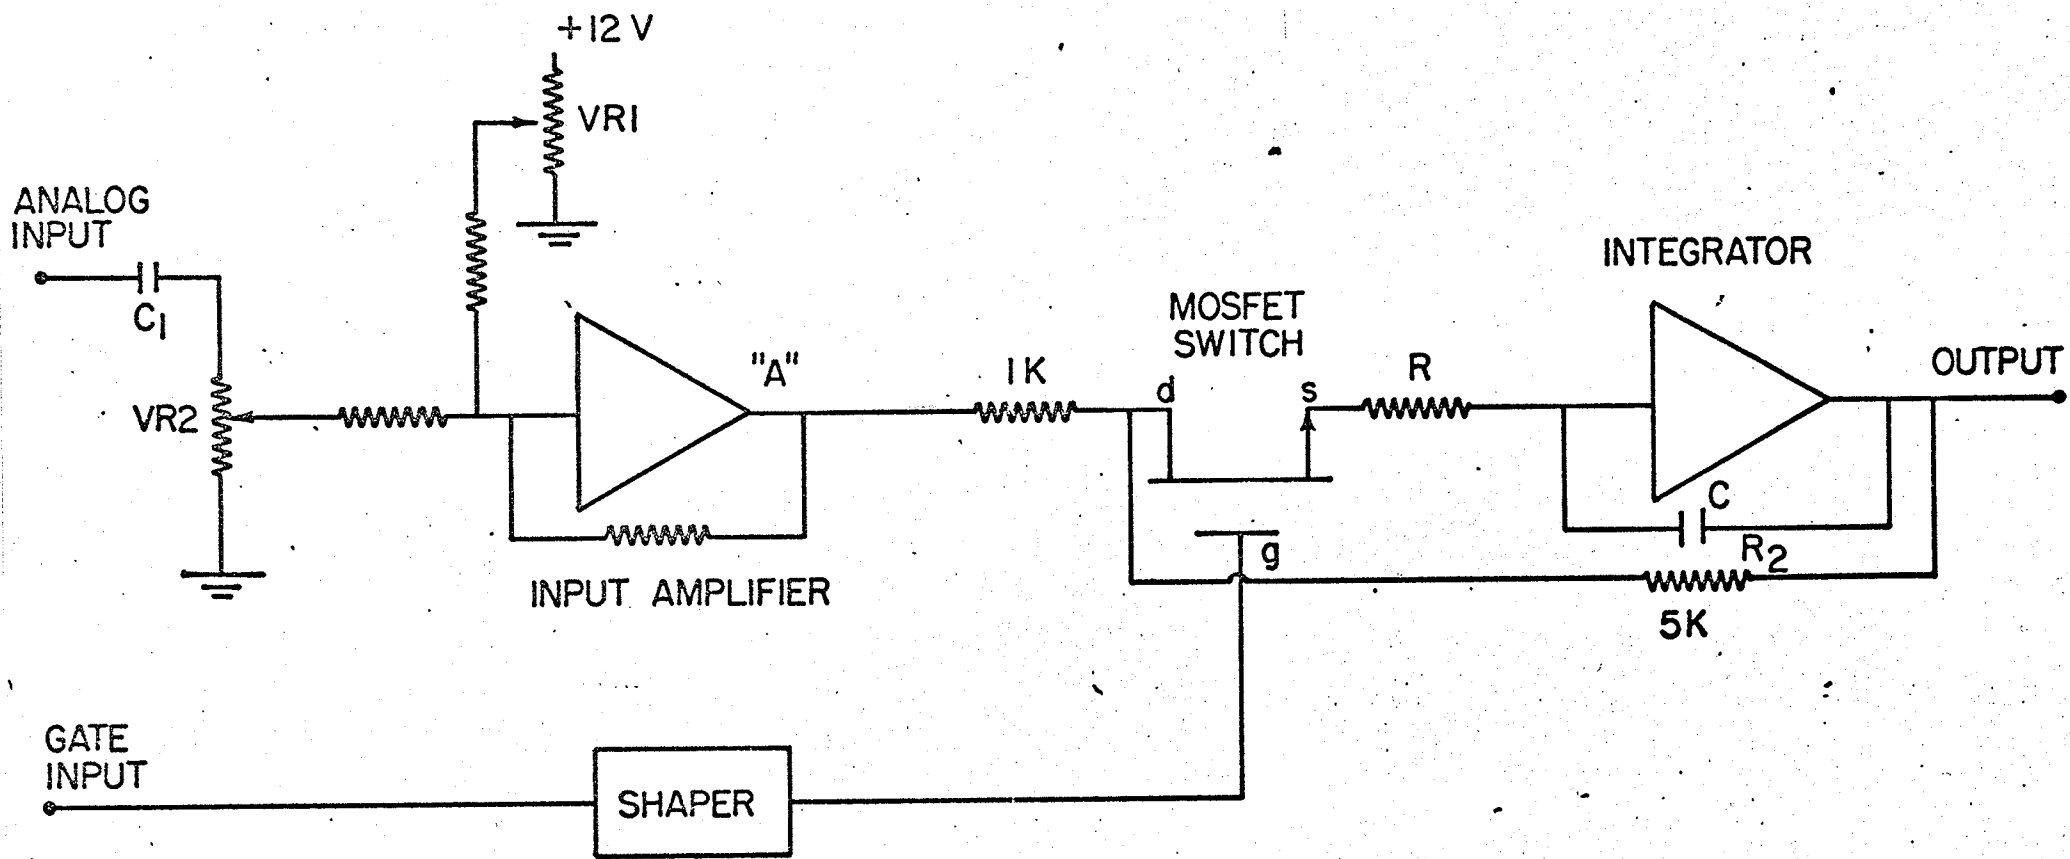 +12 V
VR1
ANALOG
INPUT
C1
VR2
"A"
INPUT AMPLIFIER
1K
MOSFET
SWITCH
d
s
g
R
INTEGRATOR
OUTPUT
C
R2
5K
GATE
INPUT
SHAPER